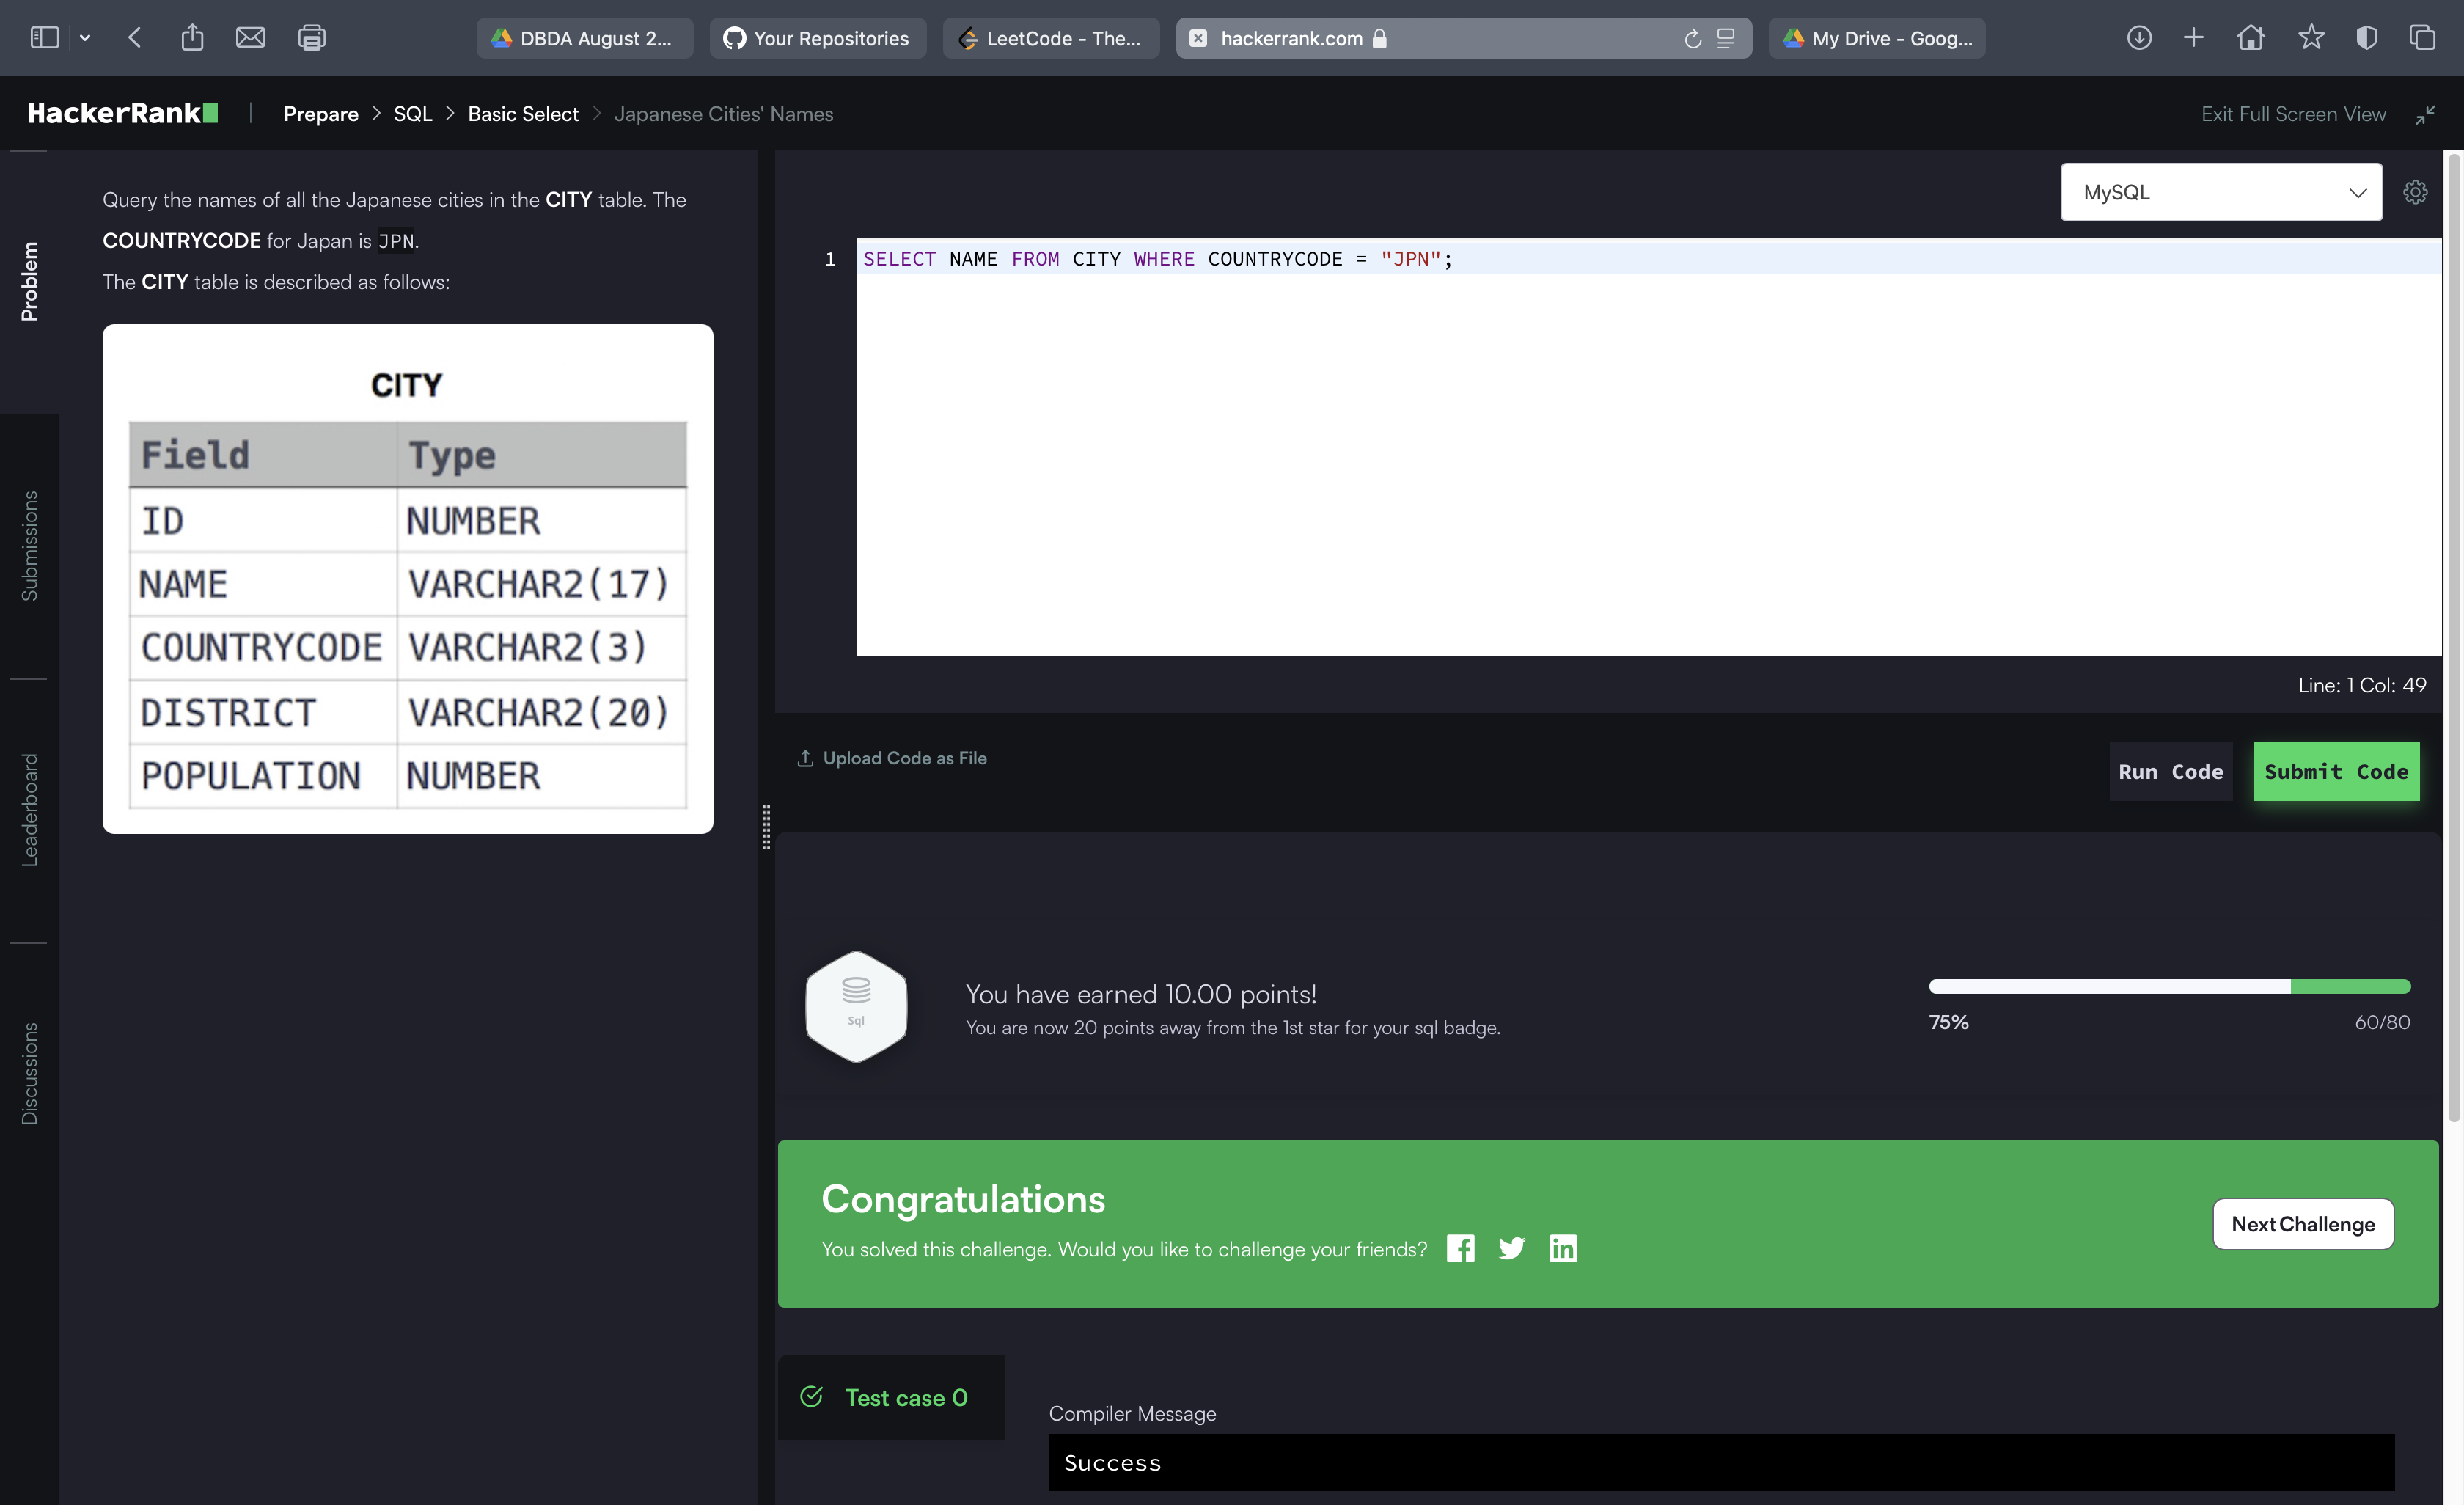 DBDA August 2...
Your Repositories
LeetCode - The...
hackerrank.com
My Drive - Goog...
HackerRank
Prepare > SQL > Basic Select > Japanese Cities' Names
Exit Full Screen View
Problem
Submissions
Leaderboard
Discussions
Query the names of all the Japanese cities in the CITY table. The
COUNTRYCODE for Japan is JPN.
The CITY table is described as follows:
CITY
Field Type
ID NUMBER
NAME VARCHAR2(17)
COUNTRYCODE VARCHAR2(3)
DISTRICT VARCHAR2(20)
POPULATION NUMBER
MySQL
1 SELECT NAME FROM CITY WHERE COUNTRYCODE = "JPN";
Line: 1 Col: 49
Upload Code as File
Run Code
Submit Code
Sql
You have earned 10.00 points!
You are now 20 points away from the 1st star for your sql badge.
75% 60/80
Congratulations
You solved this challenge. Would you like to challenge your friends?
Next Challenge
Test case 0
Compiler Message
Success